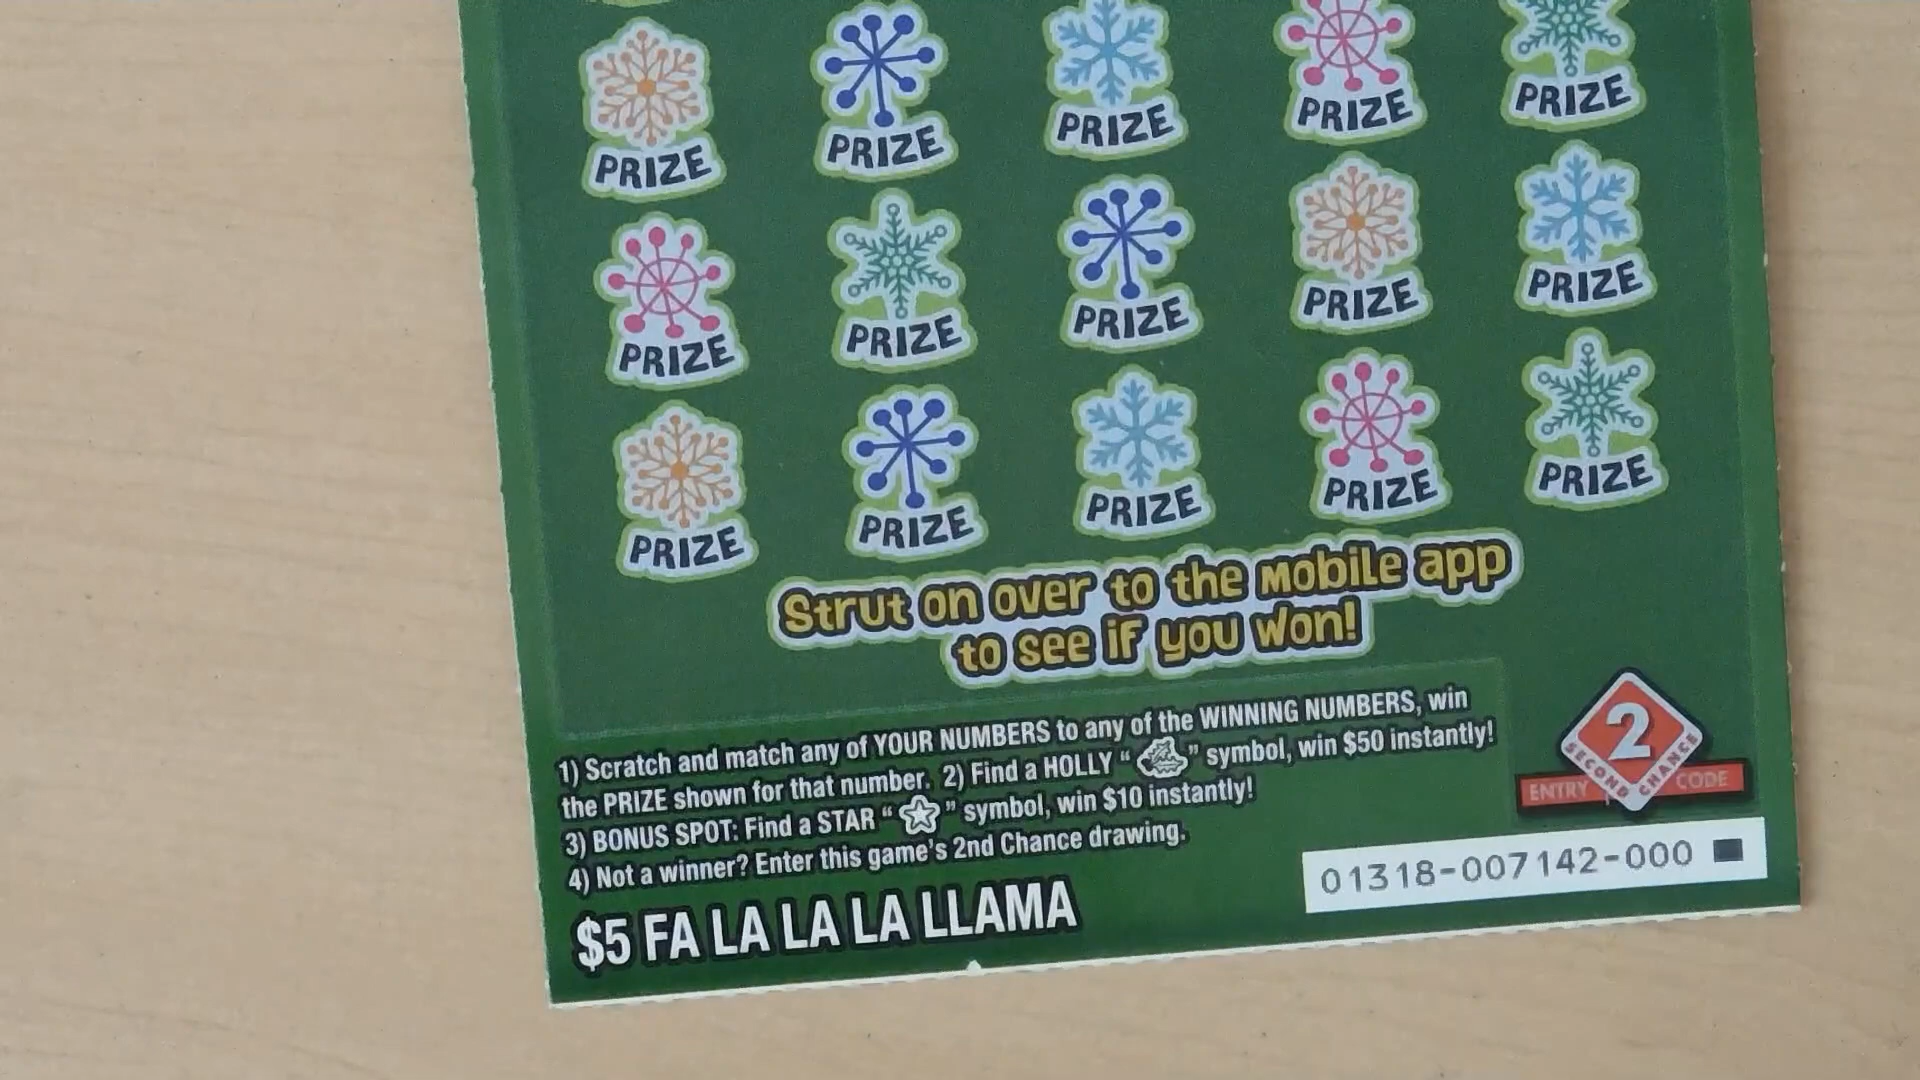 PRIZE PRIZE PRIZE PRIZE PRIZE
PRIZE PRIZE PRIZE PRIZE PRIZE
PRIZE PRIZE PRIZE PRIZE PRIZE
Strut on over to the mobile app
to see if you won!
1) Scratch and match any of YOUR NUMBERS to any of the WINNING NUMBERS, win
the PRIZE shown for that number. 2) Find a HOLLY “ ” symbol, win $50 instantly!
3) BONUS SPOT: Find a STAR “ ” symbol, win $10 instantly!
4) Not a winner? Enter this game's 2nd Chance drawing.
$5 FA LA LA LA LLAMA
2
SECOND CHANCE
ENTRY CODE
01318-007142-000